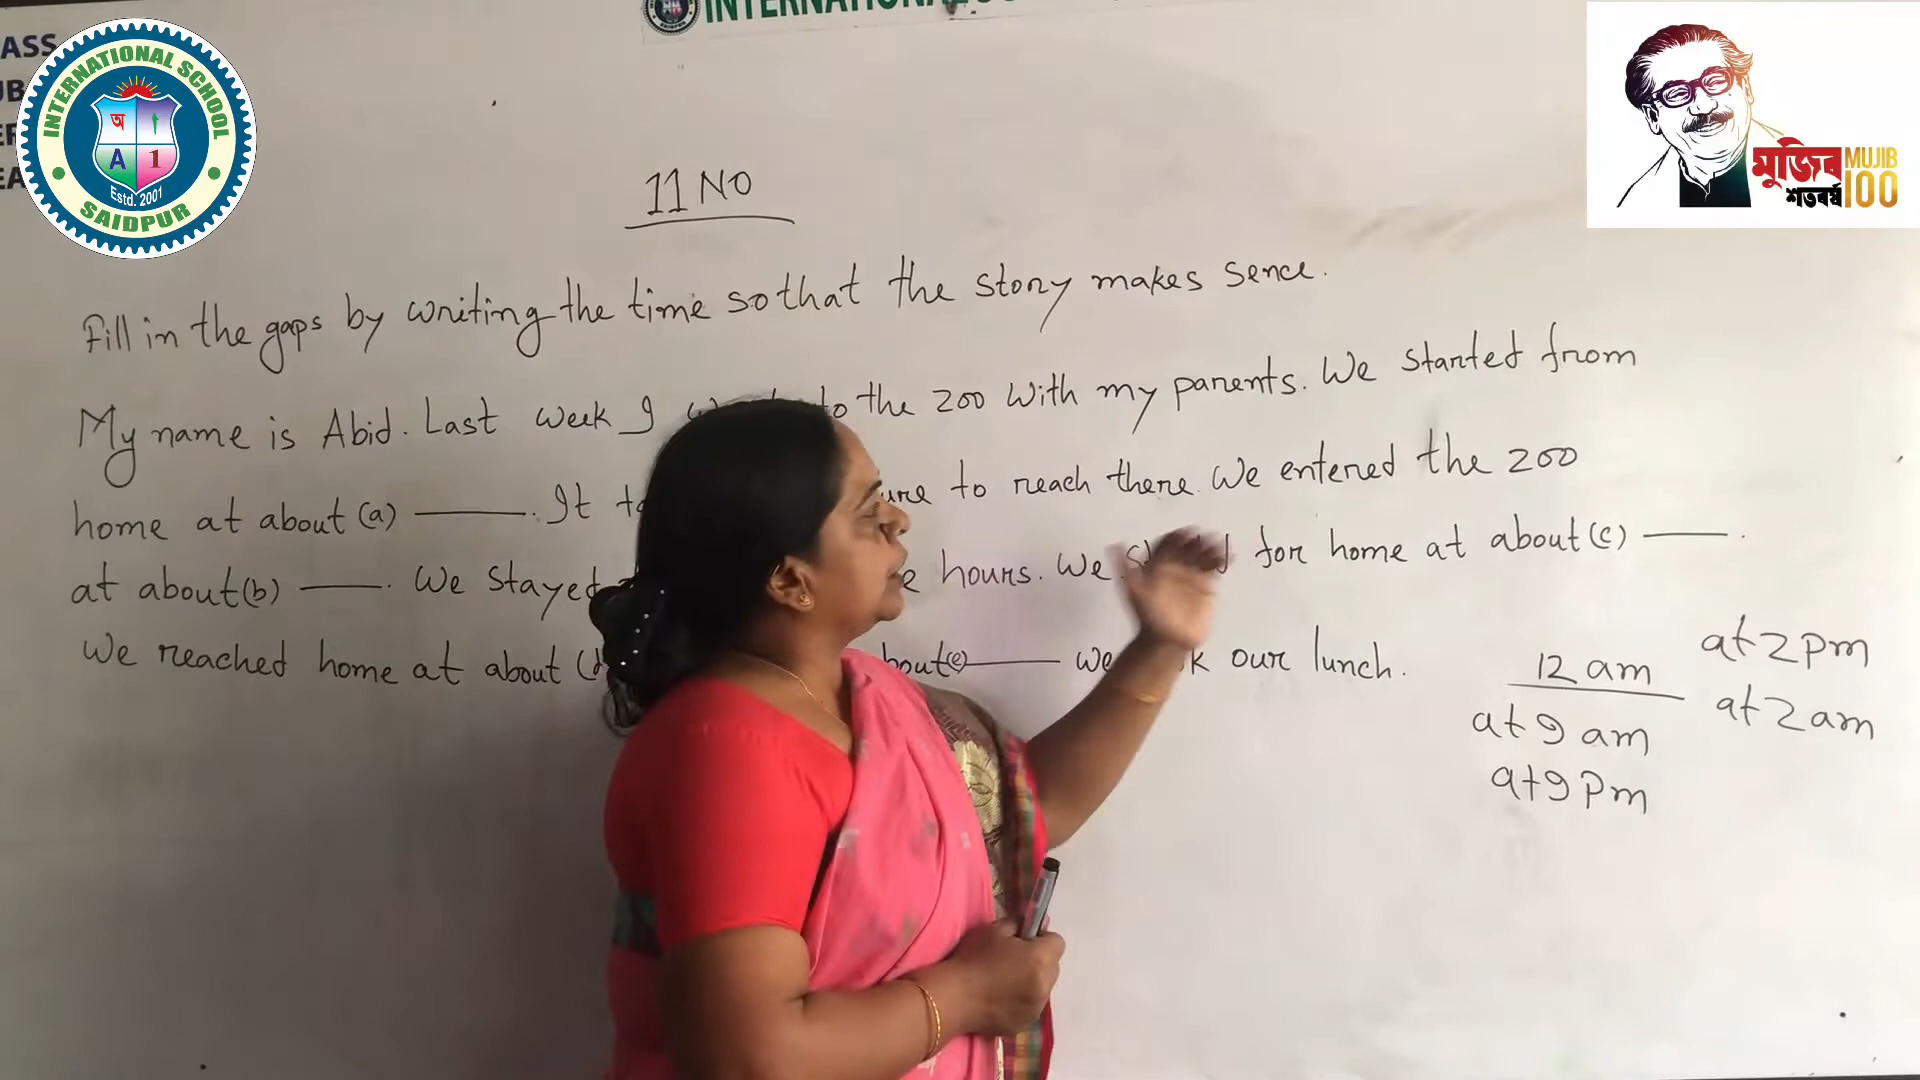 INTERNATIONAL SCHOOL
অ
A 1
Estd. 2001
SAIDPUR
ASS
SAIDPUR
মুজিব
শতবর্ষ
MUJIB
100
11 NO
Fill in the gaps by writing the time so that the story makes sence.
My name is Abid. Last week I to the zoo with my parents. We started from
home at about (a) ———. It to reach there. We entered the zoo
at about (b) ———. We stayed hours. We for home at about (c) ———.
We reached home at about (e) ——— we our lunch.
12 am
at 9 am
at 9 pm
at 2 pm
at 2 am